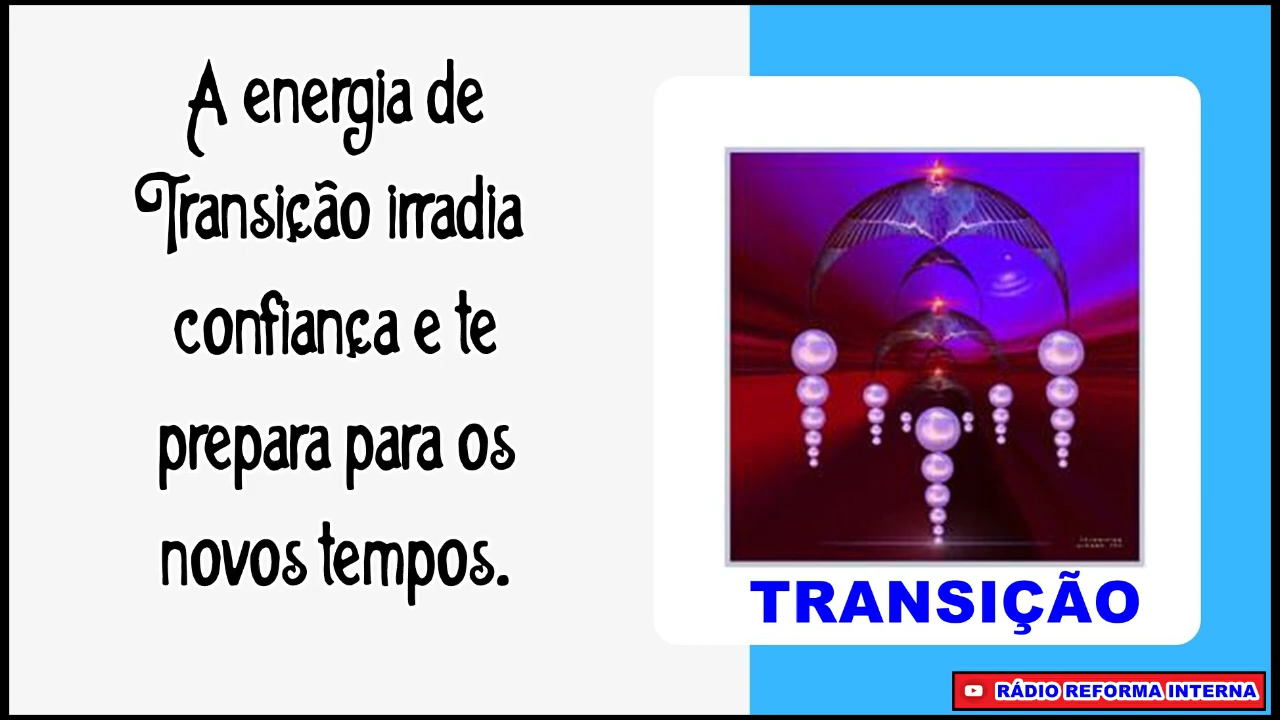 A energia de
Transição irradia
confiança e te
prepara para os
novos tempos.
TRANSIÇÃO
RÁDIO REFORMA INTERNA